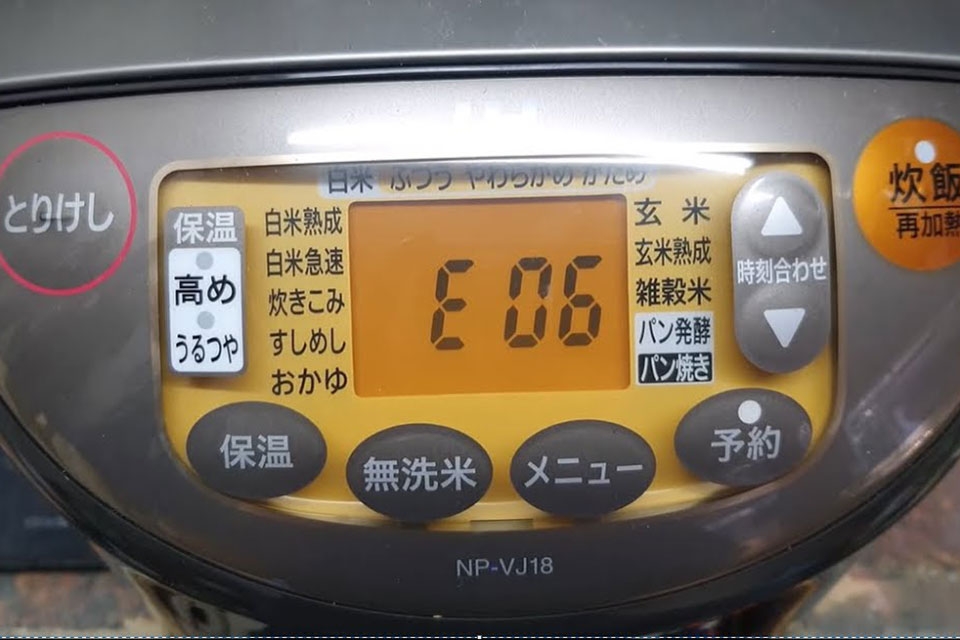 とりけし
保温
高め
うるつや
白米 ふつう やわらかめ かため
白米熟成
白米急速
炊きこみ
すしめし
おかゆ
E 06
玄米
玄米熟成
雑穀米
パン発酵
パン焼き
時刻合わせ
炊飯
再加熱
保温
無洗米
メニュー
予約
NP-VJ18